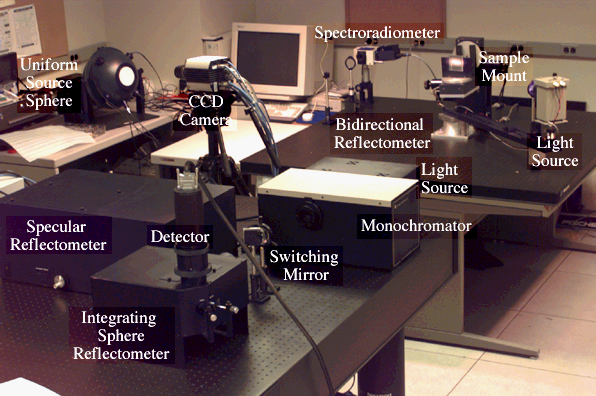 Spectroradiometer
Uniform
Source
Sphere
CCD
Camera
Sample
Mount
Bidirectional
Reflectometer
Light
Source
Light
Source
Specular
Reflectometer
Detector
Monochromator
Switching
Mirror
Integrating
Sphere
Reflectometer